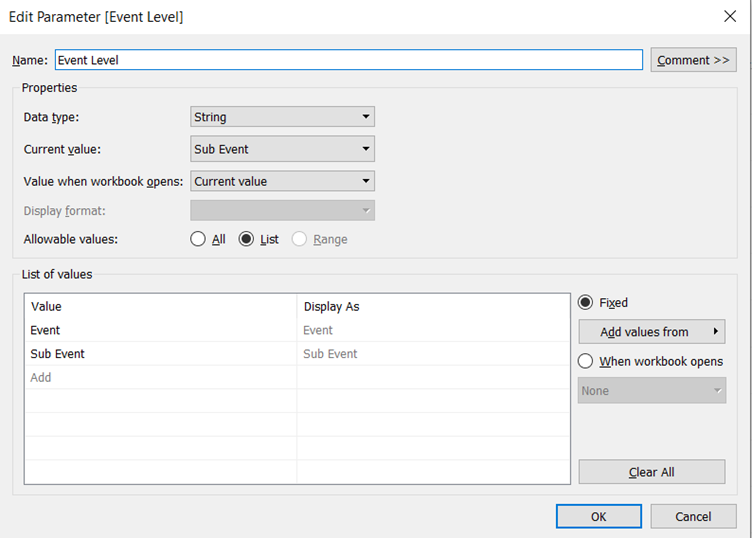 Edit Parameter [Event Level]
Name: Event Level Comment >>
Properties
Data type: String
Current value: Sub Event
Value when workbook opens: Current value
Display format:
Allowable values: All List Range
List of values
Value Display As
Event Event
Sub Event Sub Event
Add
Fixed
Add values from
When workbook opens
None
Clear All
OK Cancel